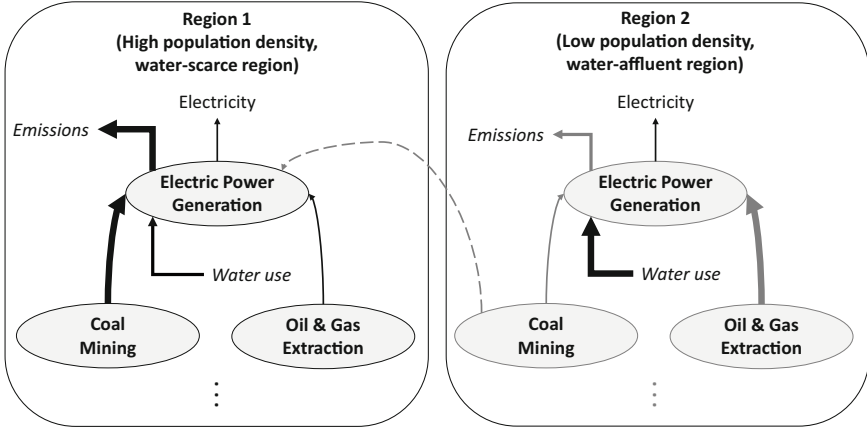 Region 1
(High population density,
water-scarce region)
Electricity
Emissions
Electric Power
Generation
Water use
Coal
Mining
Oil & Gas
Extraction
Region 2
(Low population density,
water-affluent region)
Electricity
Emissions
Electric Power
Generation
Water use
Coal
Mining
Oil & Gas
Extraction